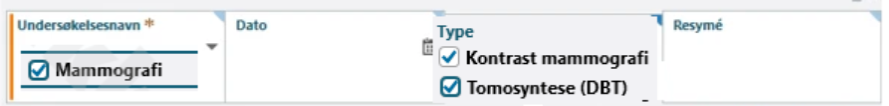 Undersøkelsesnavn *
Mammografi
Dato
Type
Kontrast mammografi
Tomosyntese (DBT)
Resymé